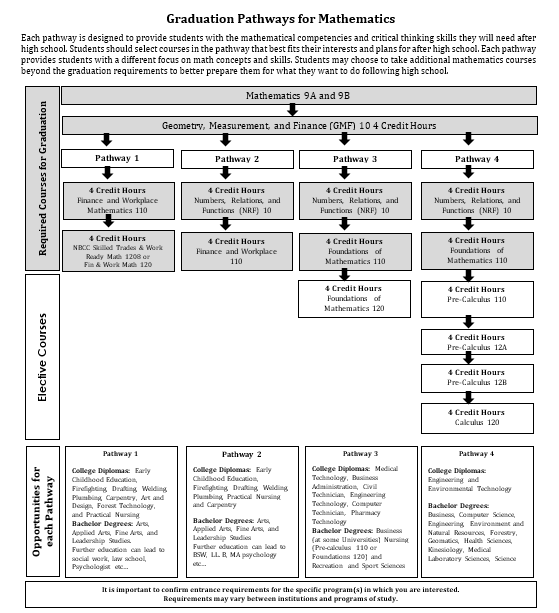 Graduation Pathways for Mathematics
Each pathway is designed to provide students with the mathematical competencies and critical thinking skills they will need after
high school. Students should select courses in the pathway that best fits their interests and plans for after high school. Each pathway
provides students with a different focus on math concepts and skills. Students may choose to take additional mathematics courses
beyond the graduation requirements to better prepare them for what they want to do following high school.
Required Courses for Graduation
Mathematics 9A and 9B
Geometry, Measurement, and Finance (GMF) 10 4 Credit Hours
Pathway 1
Pathway 2
Pathway 3
Pathway 4
4 Credit Hours
Finance and Workplace
Mathematics 110
4 Credit Hours
Numbers, Relations, and
Functions (NRF) 10
4 Credit Hours
Numbers, Relations, and
Functions (NRF) 10
4 Credit Hours
Numbers, Relations, and
Functions (NRF) 10
4 Credit Hours
NBCC Skilled Trades & Work
Ready Math 1208 or
Fin & Work Math 120
4 Credit Hours
Finance and Workplace
110
4 Credit Hours
Foundations of
Math 110
4 Credit Hours
Foundations of
Math 110
Elective Courses
4 Credit Hours
Foundations of
Mathematics 120
4 Credit Hours
Pre-Calculus 110
4 Credit Hours
Pre-Calculus 12A
4 Credit Hours
Pre-Calculus 12B
4 Credit Hours
Calculus 120
Opportunities for
each Pathway
Pathway 1
College Diplomas: Early
Childhood Education,
Firefighting, Drafting, Welding,
Plumbing, Carpentry, Art and
Design, Forest Technology,
and Practical Nursing
Bachelor Degrees: Arts,
Applied Arts, Fine Arts, and
Leadership Studies.
Further education can lead to
social work, law school,
Psychologist etc...
Pathway 2
College Diplomas: Early
Childhood Education,
Firefighting, Drafting, Welding,
Plumbing, Practical Nursing
and Carpentry
Bachelor Degrees: Arts,
Applied Arts, Fine Arts, and
Leadership Studies
Further education can lead to
BSW, LL. B, MA psychology
etc...
Pathway 3
College Diplomas: Medical
Technology, Business
Administration, Civil
Technician, Engineering
Technology, Computer
Technician, Pharmacy
Technology
Bachelor Degrees: Business
(at some Universities) Nursing
(Pre-calculus 110 or
Foundations 120) and
Recreation and Sport Sciences
Pathway 4
College Diplomas:
Engineering and
Environmental Technology
Bachelor Degrees:
Business, Computer Science,
Engineering, Environment and
Natural Resources, Forestry,
Geomatics, Health Sciences,
Kinesiology, Medical
Laboratory Sciences, Science
It is important to confirm entrance requirements for the specific program(s) in which you are interested.
Requirements may vary between institutions and programs of study.